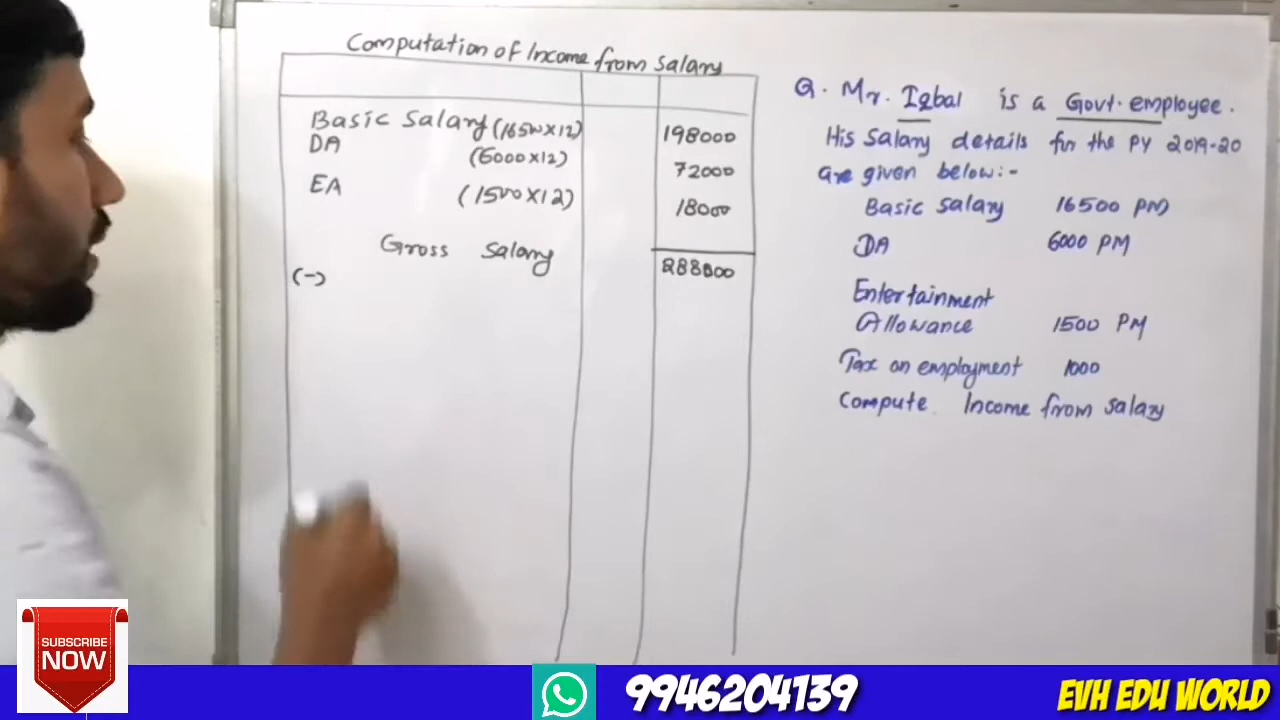 Computation of Income from Salary
Basic Salary (16500X12) 198000
DA (6000X12) 72000
EA (1500X12) 18000
Gross Salary 288000
(-)
Q. Mr. Iqbal is a Govt. employee.
His Salary details for the PY 2019-20
are given below:-
Basic Salary 16500 PM
DA 6000 PM
Entertainment
Allowance 1500 PM
Tax on employment 1000
Compute Income from Salary
SUBSCRIBE
NOW
9946204139
EVH EDU WORLD